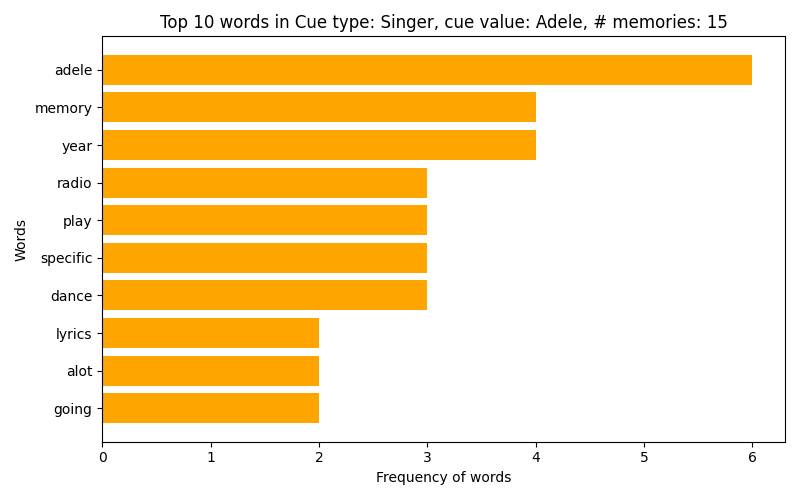 Top 10 words in Cue type: Singer, cue value: Adele, # memories: 15
adele
memory
year
radio
play
specific
dance
lyrics
alot
going
Words
0 1 2 3 4 5 6
Frequency of words